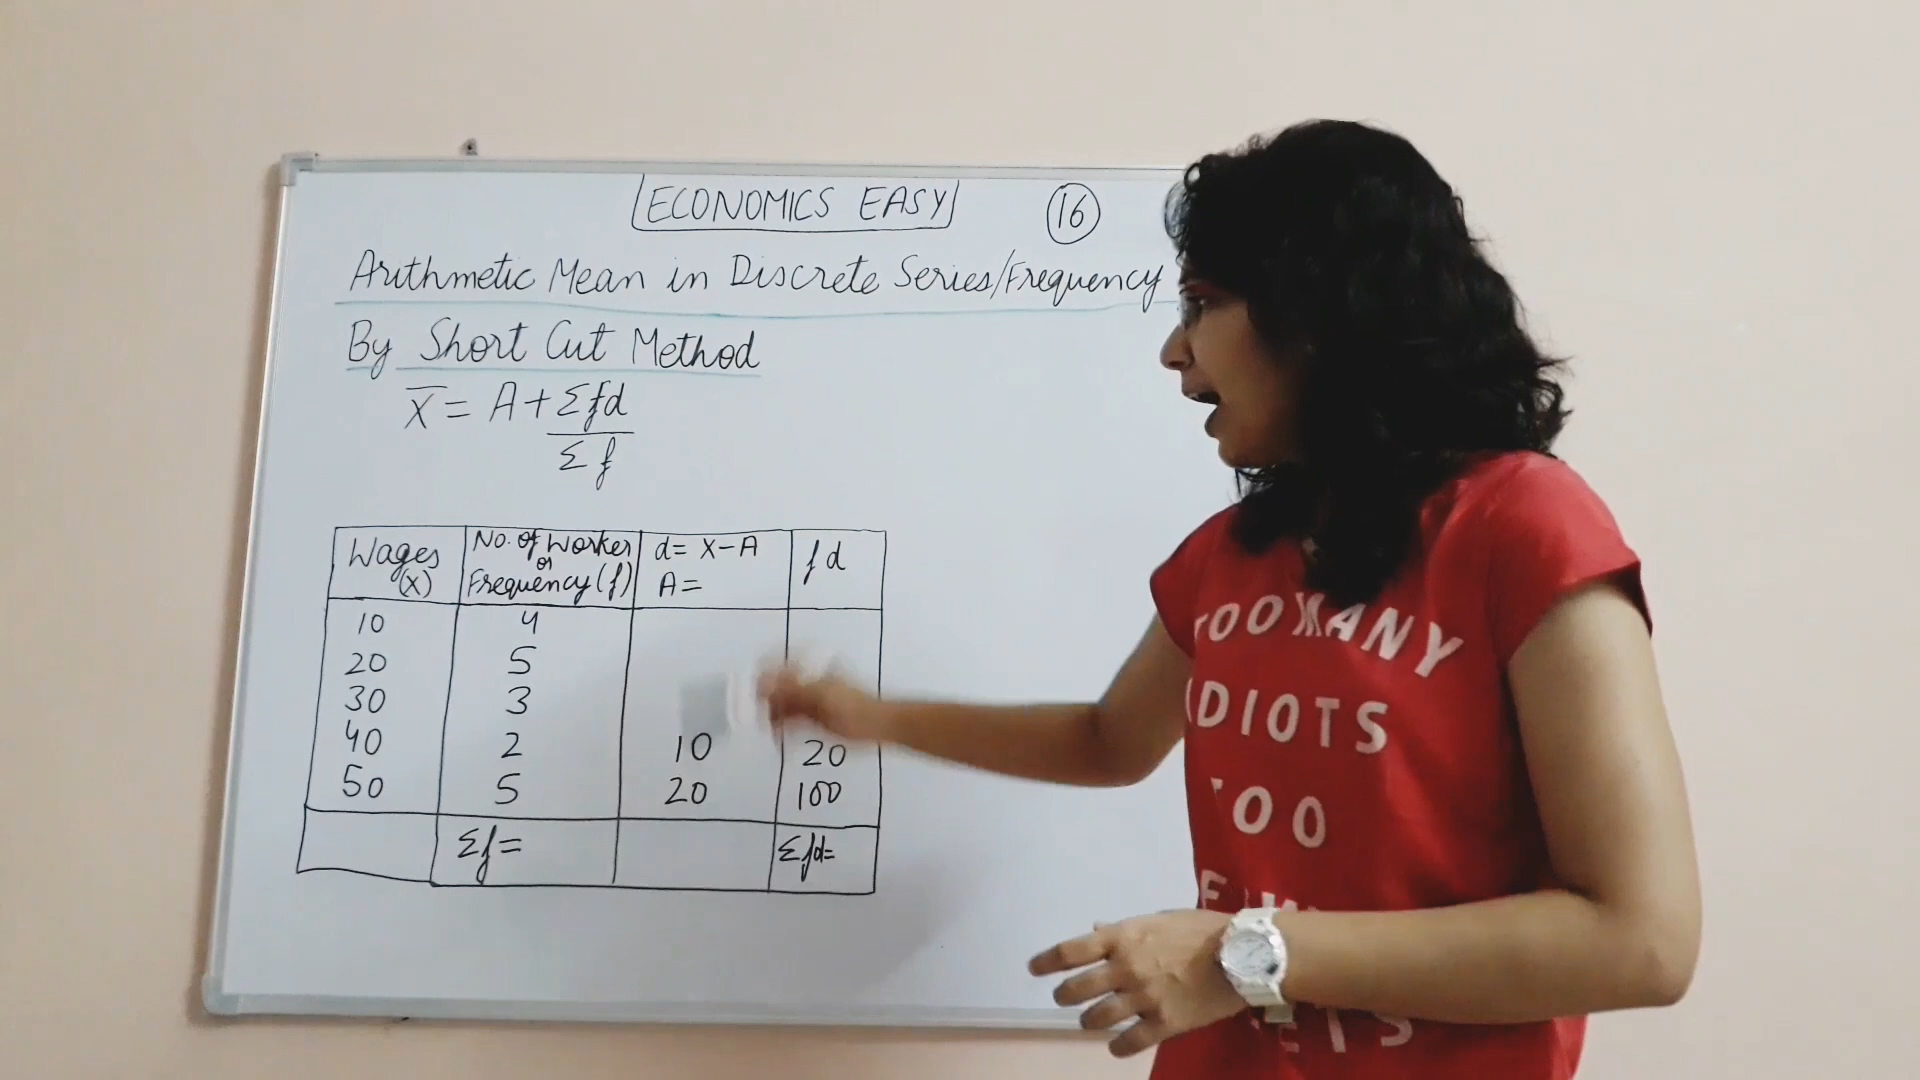 ECONOMICS EASY
16
Arithmetic Mean in Discrete Series/Frequency
By Short Cut Method
X̅ = A + Σfd
Σf
Wages (X) No. of Worker or Frequency (f) d = X-A A= fd
10 4
20 5
30 3
40 2 10 20
50 5 20 100
Σf= Σfd=
TOO MANY
IDIOTS
TOO